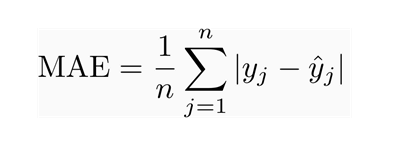 MAE = \frac{1}{n} \sum_{j=1}^{n} |y_j - \hat{y}_j|